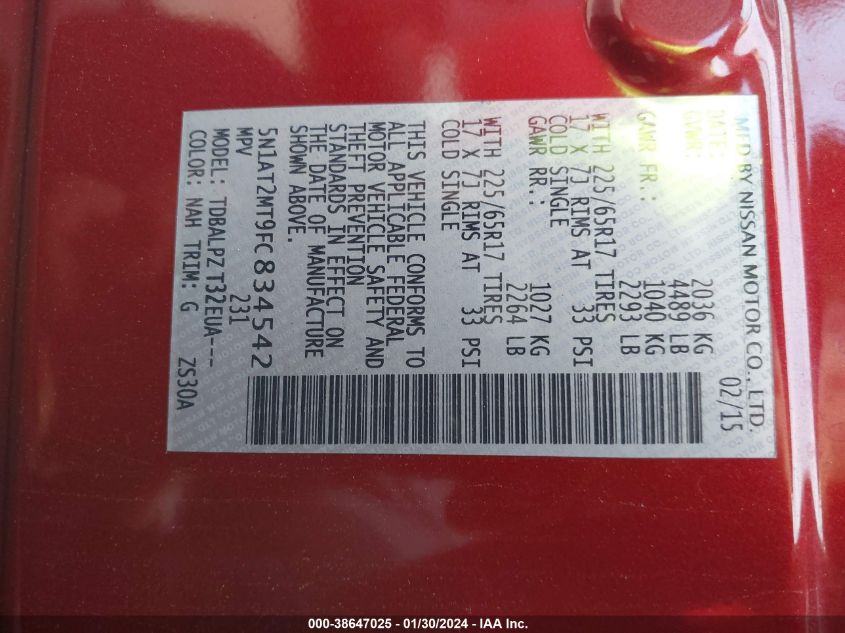 MFD BY NISSAN MOTOR CO., LTD.
DATE: 02/15
GVWR: 2036 KG
4489 LB
GAWR FR.: 1040 KG
2293 LB
WITH 225/65R17 TIRES
17 X 7J RIMS AT 33 PSI
COLD SINGLE
GAWR RR.: 1027 KG
2264 LB
WITH 225/65R17 TIRES
17 X 7J RIMS AT 33 PSI
COLD SINGLE
THIS VEHICLE CONFORMS TO
ALL APPLICABLE FEDERAL
MOTOR VEHICLE SAFETY AND
THEFT PREVENTION
STANDARDS IN EFFECT ON
THE DATE OF MANUFACTURE
SHOWN ABOVE.
5N1AT2MT9FC834542
MPV 231
MODEL: TDBALPZ T32EUA---
COLOR: NAH TRIM: G ZS30A
000-38647025 - 01/30/2024 - IAA Inc.